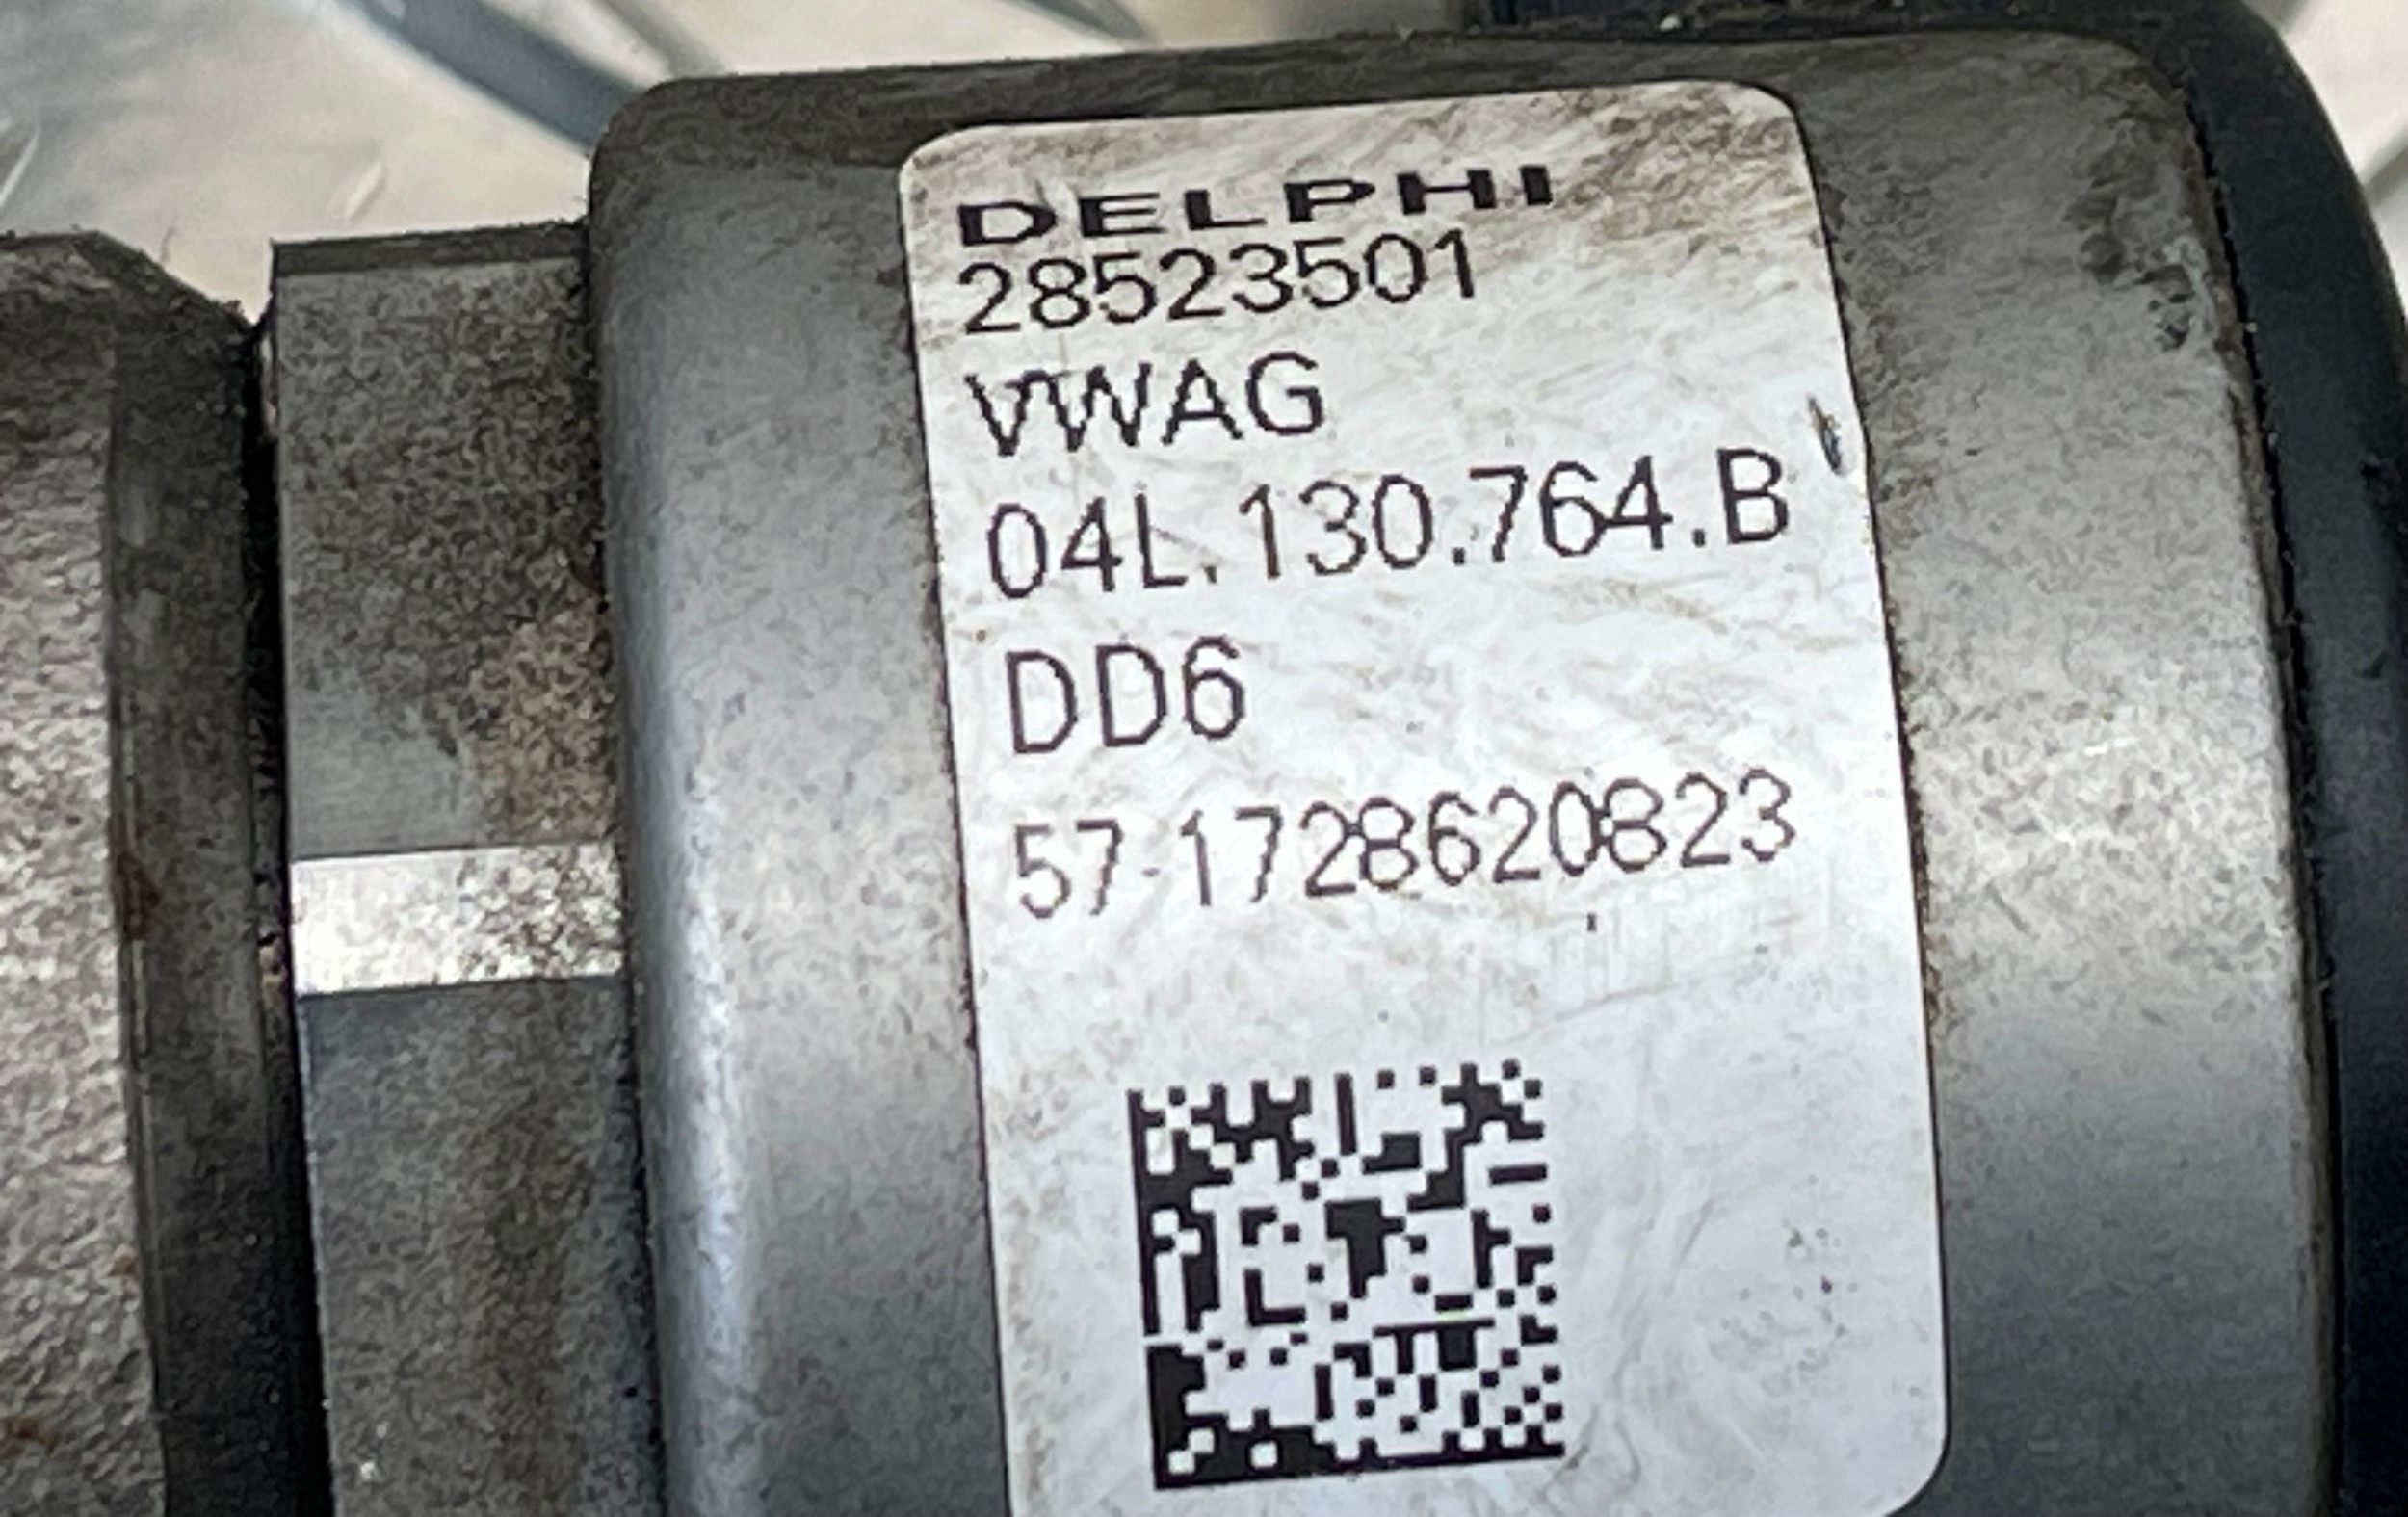 DELPHI
28523501
VWAG
04L.130.764.B
DD6
57-1728620823